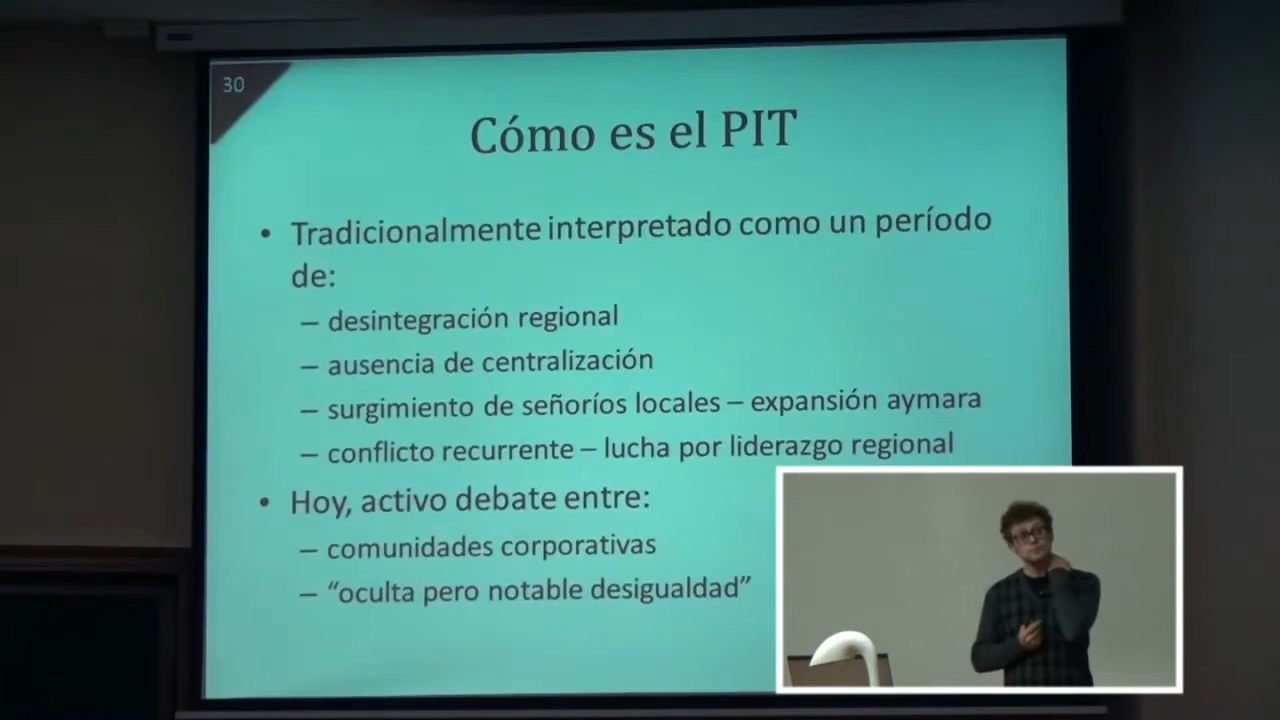 30
Cómo es el PIT
• Tradicionalmente interpretado como un período
de:
– desintegración regional
– ausencia de centralización
– surgimiento de señoríos locales – expansión aymara
– conflicto recurrente – lucha por liderazgo regional
• Hoy, activo debate entre:
– comunidades corporativas
– “oculta pero notable desigualdad”